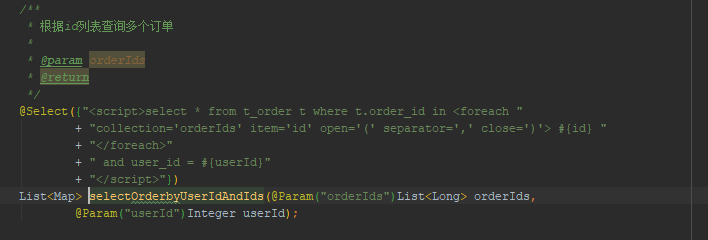 /**
* 根据id列表查询多个订单
*
* @param orderIds
* @return
*/
@Select({"<script>select * from t_order t where t.order_id in <foreach "
+ "collection='orderIds' item='id' open='(' separator=',' close=')'> #{id} "
+ "</foreach>"
+ " and user_id = #{userId}"
+ "</script>"})
List<Map> selectOrderbyUserIdAndIds(@Param("orderIds")List<Long> orderIds,
@Param("userId")Integer userId);